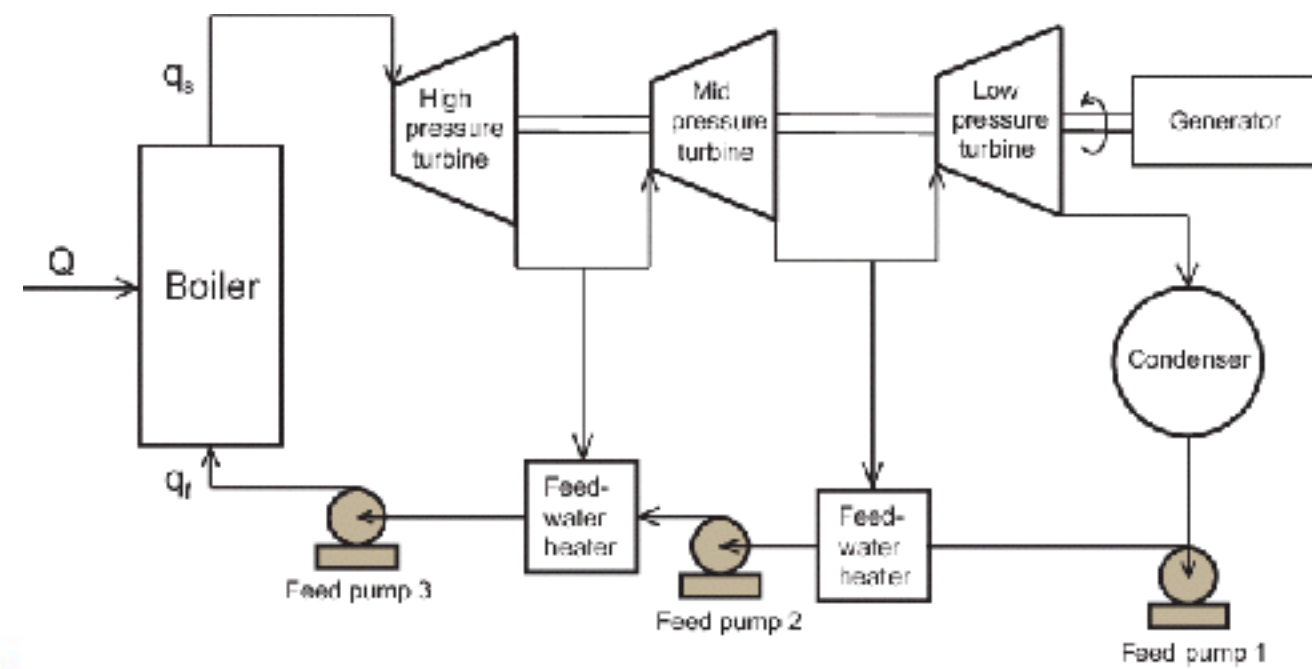 qs
High
pressure
turbine
Mid
pressure
turbine
Low
pressure
turbine
Generator
Q
Boiler
Condenser
qf
Feed-
water
heater
Feed-
water
heater
Feed pump 3
Feed pump 2
Feed pump 1